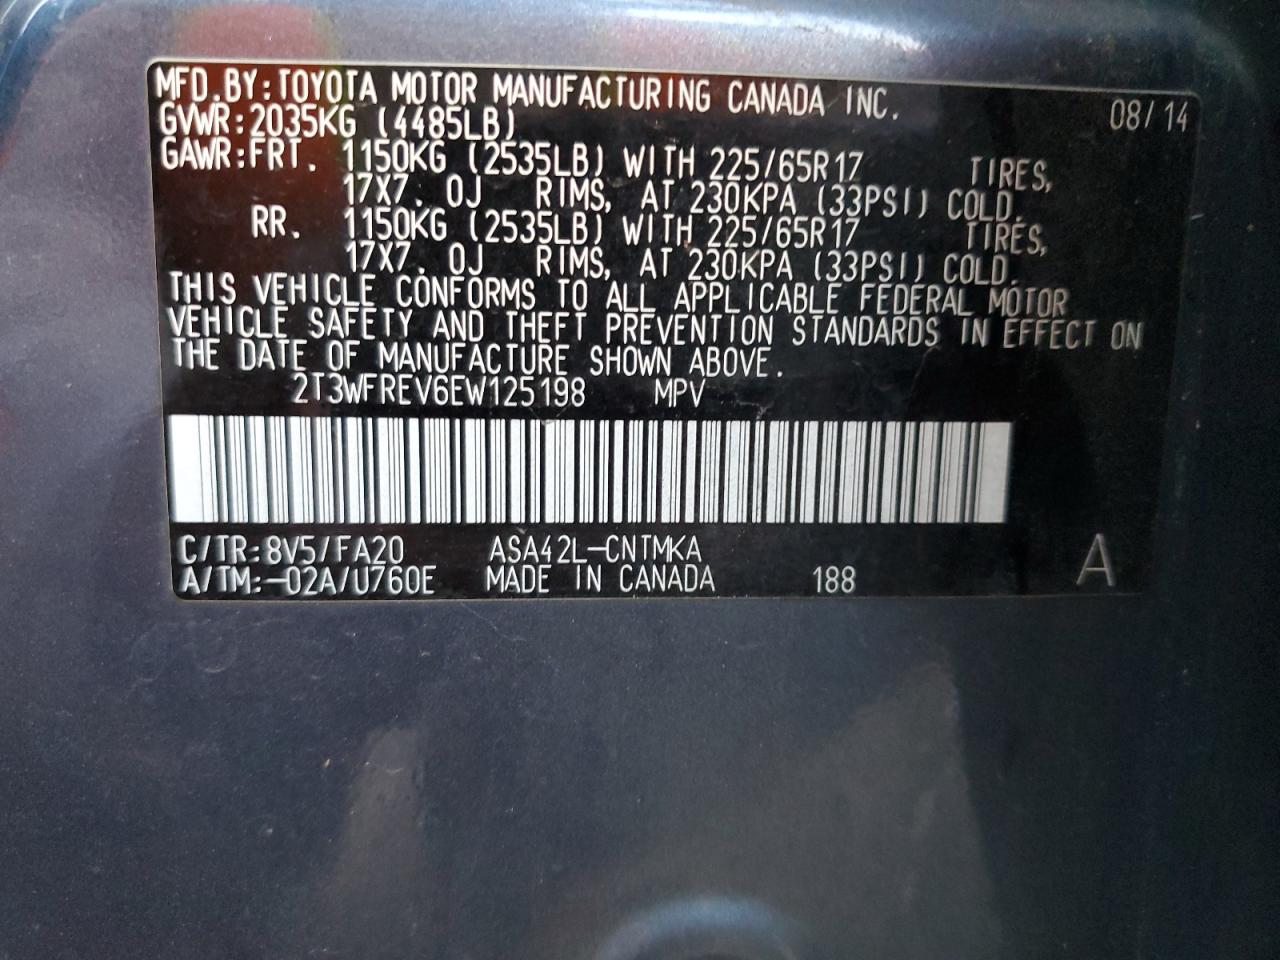 MFD.BY:TOYOTA MOTOR MANUFACTURING CANADA INC. 08/14
GVWR:2035KG (4485LB)
GAWR:FRT. 1150KG (2535LB) WITH 225/65R17 TIRES,
17X7.0J RIMS, AT 230KPA (33PSI) COLD.
RR. 1150KG (2535LB) WITH 225/65R17 TIRES,
17X7.0J RIMS, AT 230KPA (33PSI) COLD.
THIS VEHICLE CONFORMS TO ALL APPLICABLE FEDERAL MOTOR
VEHICLE SAFETY AND THEFT PREVENTION STANDARDS IN EFFECT ON
THE DATE OF MANUFACTURE SHOWN ABOVE.
2T3WFREV6EW125198 MPV
C/TR:8V5/FA20 ASA42L-CNTMKA
A/TM:-02A/U760E MADE IN CANADA 188 A